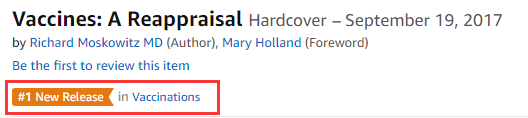 Vaccines: A Reappraisal Hardcover – September 19, 2017
by Richard Moskowitz MD (Author), Mary Holland (Foreword)
Be the first to review this item
#1 New Release in Vaccinations